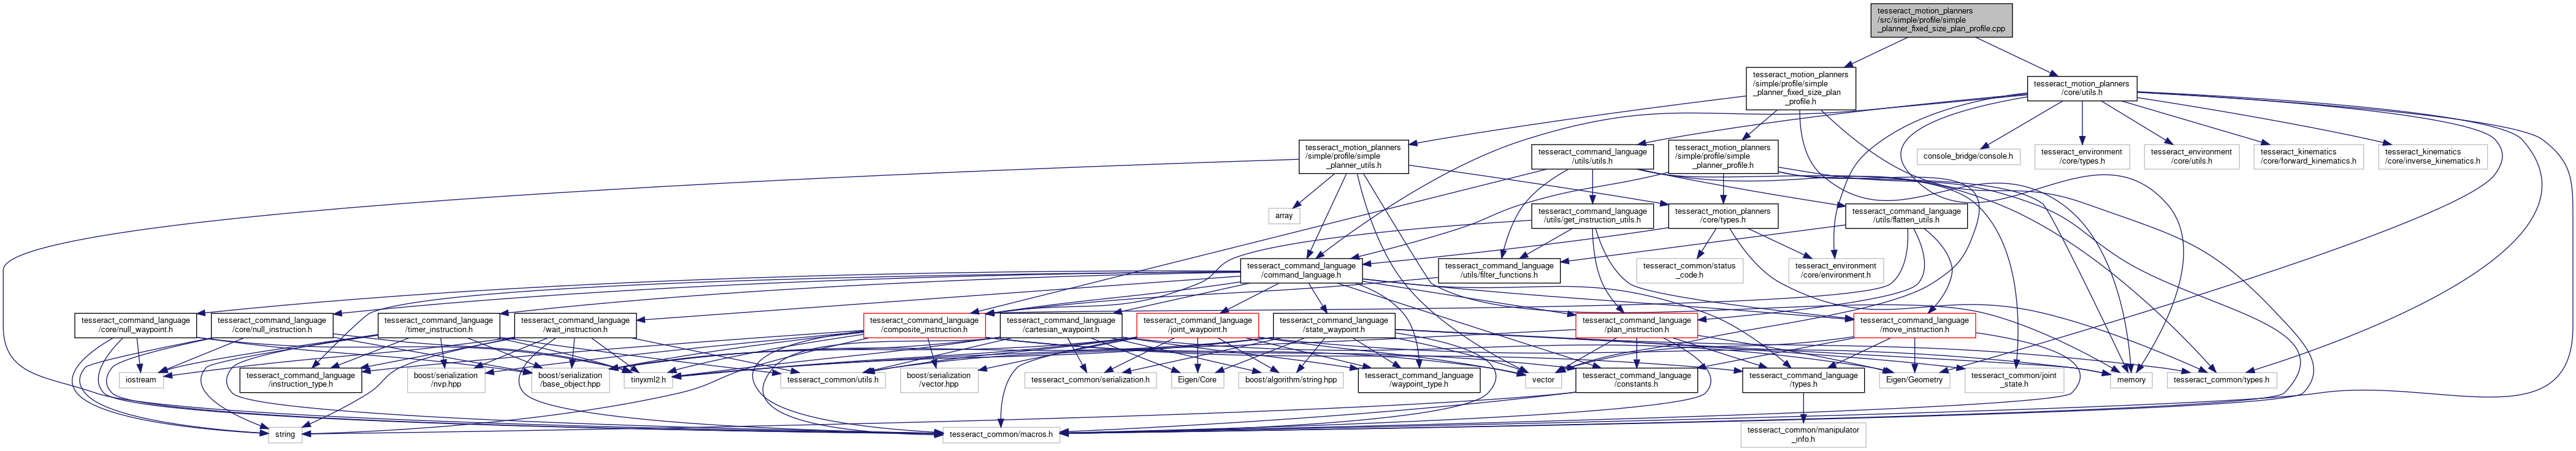 tesseract_motion_planners
/src/simple/profile/simple
_planner_fixed_size_plan_profile.cpp
tesseract_motion_planners
/simple/profile/simple
_planner_fixed_size_plan
_profile.h
tesseract_motion_planners
/core/utils.h
tesseract_motion_planners
/simple/profile/simple
_planner_utils.h
tesseract_command_language
/utils/utils.h
tesseract_motion_planners
/simple/profile/simple
_planner_profile.h
console_bridge/console.h
tesseract_environment
/core/types.h
tesseract_environment
/core/utils.h
tesseract_kinematics
/core/forward_kinematics.h
tesseract_kinematics
/core/inverse_kinematics.h
array
tesseract_command_language
/utils/get_instruction_utils.h
tesseract_motion_planners
/core/types.h
tesseract_command_language
/utils/flatten_utils.h
tesseract_command_language
/command_language.h
tesseract_command_language
/utils/filter_functions.h
tesseract_common/status
_code.h
tesseract_environment
/core/environment.h
tesseract_command_language
/core/null_waypoint.h
tesseract_command_language
/core/null_instruction.h
tesseract_command_language
/timer_instruction.h
tesseract_command_language
/wait_instruction.h
tesseract_command_language
/composite_instruction.h
tesseract_command_language
/cartesian_waypoint.h
tesseract_command_language
/joint_waypoint.h
tesseract_command_language
/state_waypoint.h
tesseract_command_language
/plan_instruction.h
tesseract_command_language
/move_instruction.h
iostream
tesseract_command_language
/instruction_type.h
boost/serialization
/nvp.hpp
boost/serialization
/base_object.hpp
tinyxml2.h
tesseract_common/utils.h
boost/serialization
/vector.hpp
tesseract_common/serialization.h
Eigen/Core
boost/algorithm/string.hpp
tesseract_command_language
/waypoint_type.h
vector
tesseract_command_language
/constants.h
tesseract_command_language
/types.h
Eigen/Geometry
tesseract_common/joint
_state.h
memory
tesseract_common/types.h
string
tesseract_common/macros.h
tesseract_common/manipulator
_info.h